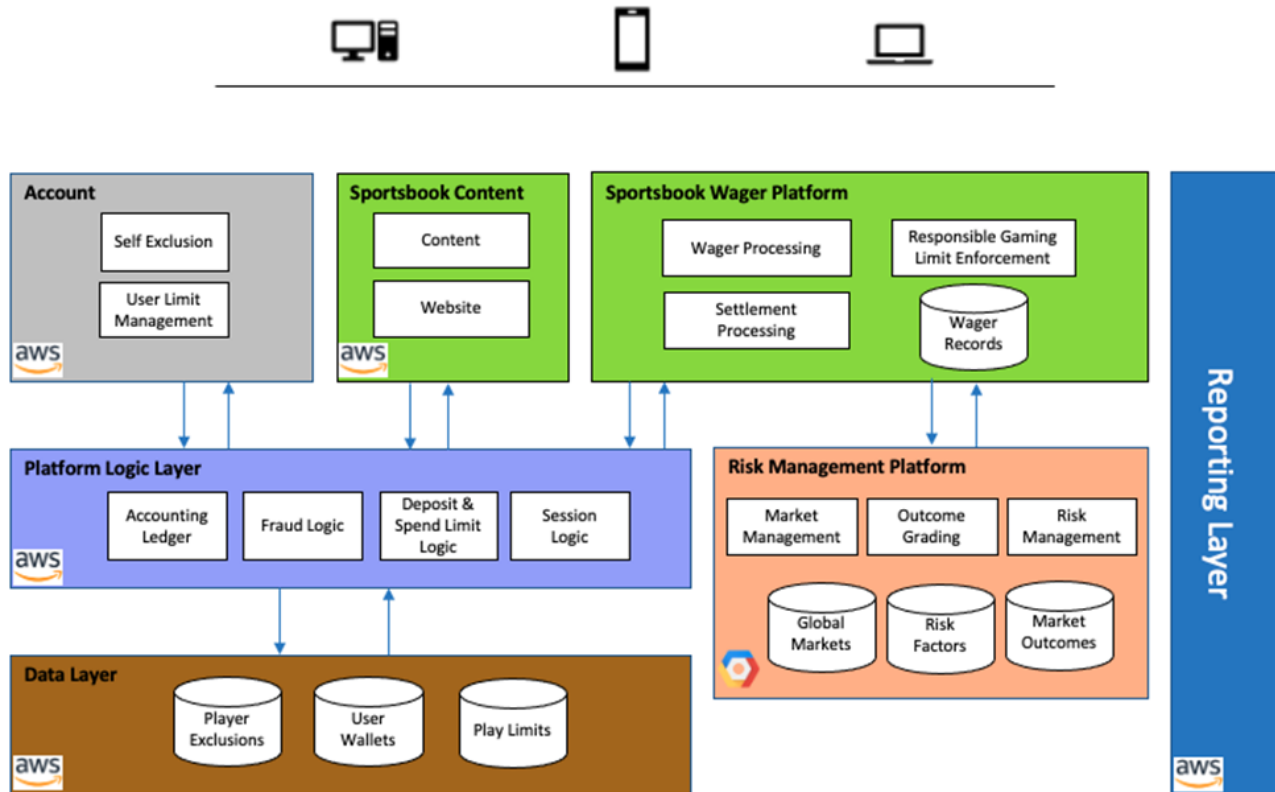 Account
Self Exclusion
User Limit
Management
aws
Sportsbook Content
Content
Website
aws
Sportsbook Wager Platform
Wager Processing
Responsible Gaming
Limit Enforcement
Settlement
Processing
Wager
Records
Platform Logic Layer
Accounting
Ledger
Fraud Logic
Deposit &
Spend Limit
Logic
Session
Logic
aws
Risk Management Platform
Market
Management
Outcome
Grading
Risk
Management
Global
Markets
Risk
Factors
Market
Outcomes
Data Layer
Player
Exclusions
User
Wallets
Play Limits
aws
Reporting Layer
aws